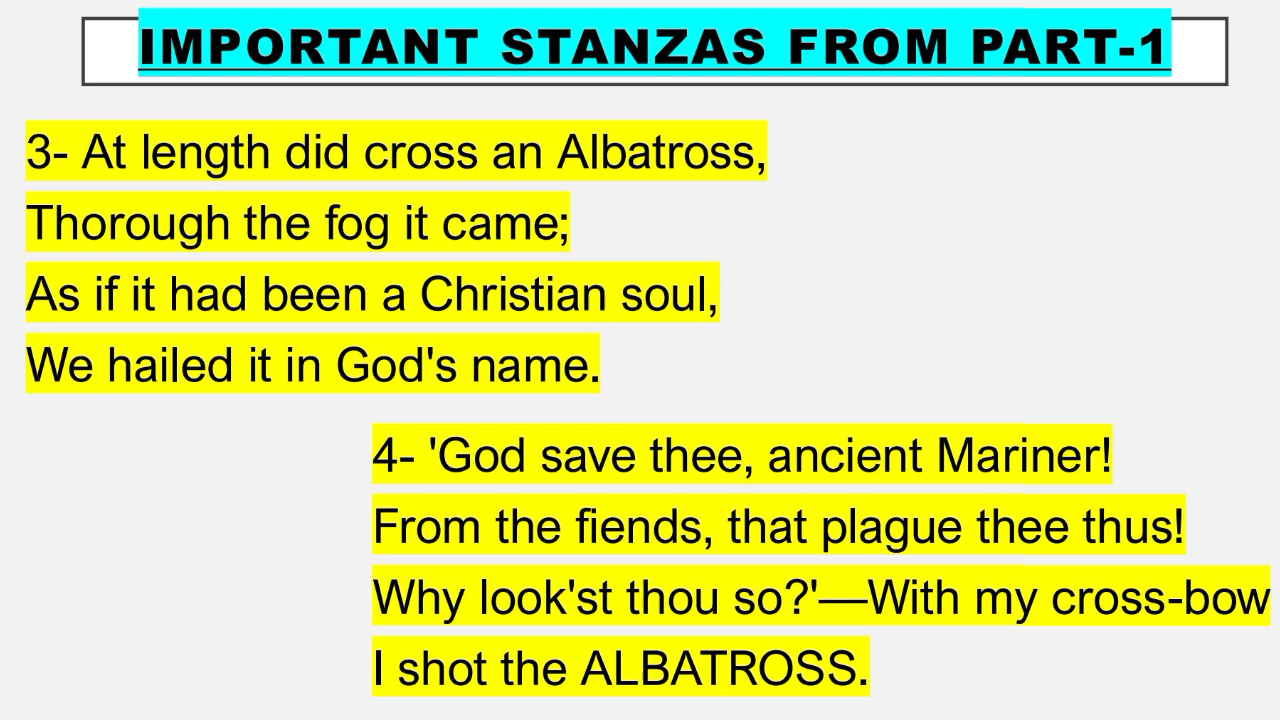 IMPORTANT STANZAS FROM PART-1
3- At length did cross an Albatross,
Thorough the fog it came;
As if it had been a Christian soul,
We hailed it in God's name.
4- 'God save thee, ancient Mariner!
From the fiends, that plague thee thus!
Why look'st thou so?'—With my cross-bow
I shot the ALBATROSS.